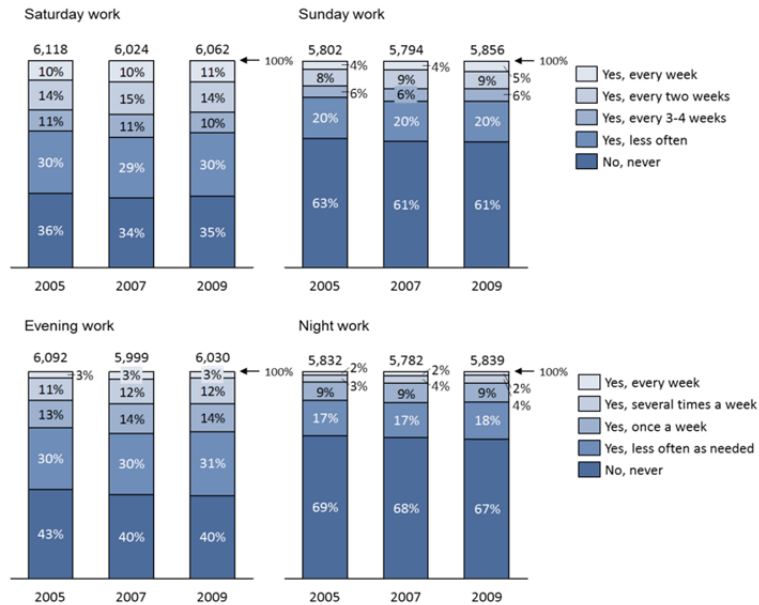 Saturday work
6,118 6,024 6,062
100%
10% 10% 11%
14% 15% 14%
11% 11% 10%
30% 29% 30%
36% 34% 35%
2005 2007 2009
Sunday work
5,802 5,794 5,856
100%
4% 4% 5%
8% 9% 9%
6% 6% 6%
20% 20% 20%
63% 61% 61%
2005 2007 2009
Yes, every week
Yes, every two weeks
Yes, every 3-4 weeks
Yes, less often
No, never
Evening work
6,092 5,999 6,030
100%
3% 3% 3%
11% 12% 12%
13% 14% 14%
30% 30% 31%
43% 40% 40%
2005 2007 2009
Night work
5,832 5,782 5,839
100%
2% 2% 2%
3% 4% 4%
9% 9% 9%
17% 17% 18%
69% 68% 67%
2005 2007 2009
Yes, every week
Yes, several times a week
Yes, once a week
Yes, less often as needed
No, never